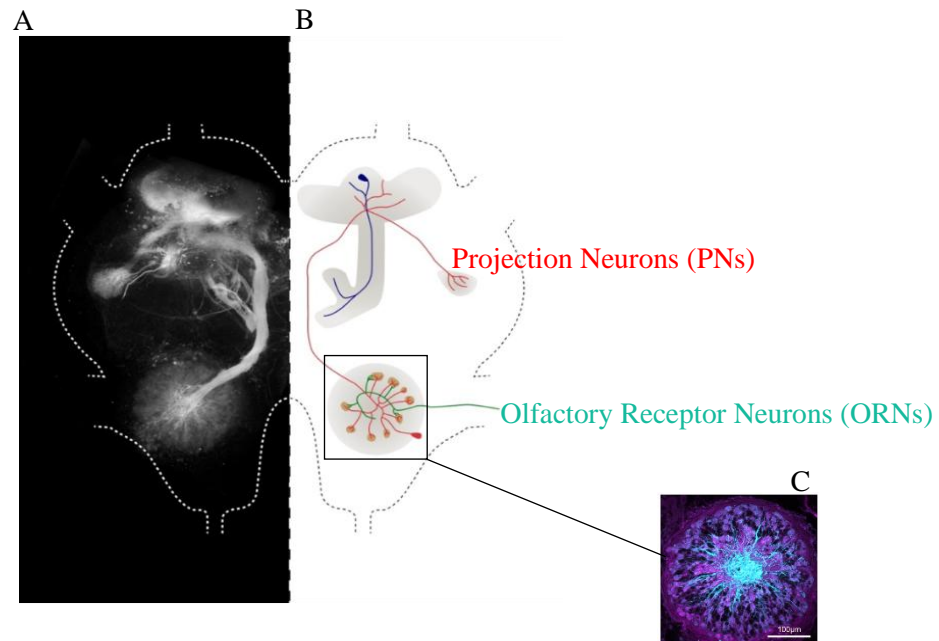 A
B
Projection Neurons (PNs)
Olfactory Receptor Neurons (ORNs)
C
100µm